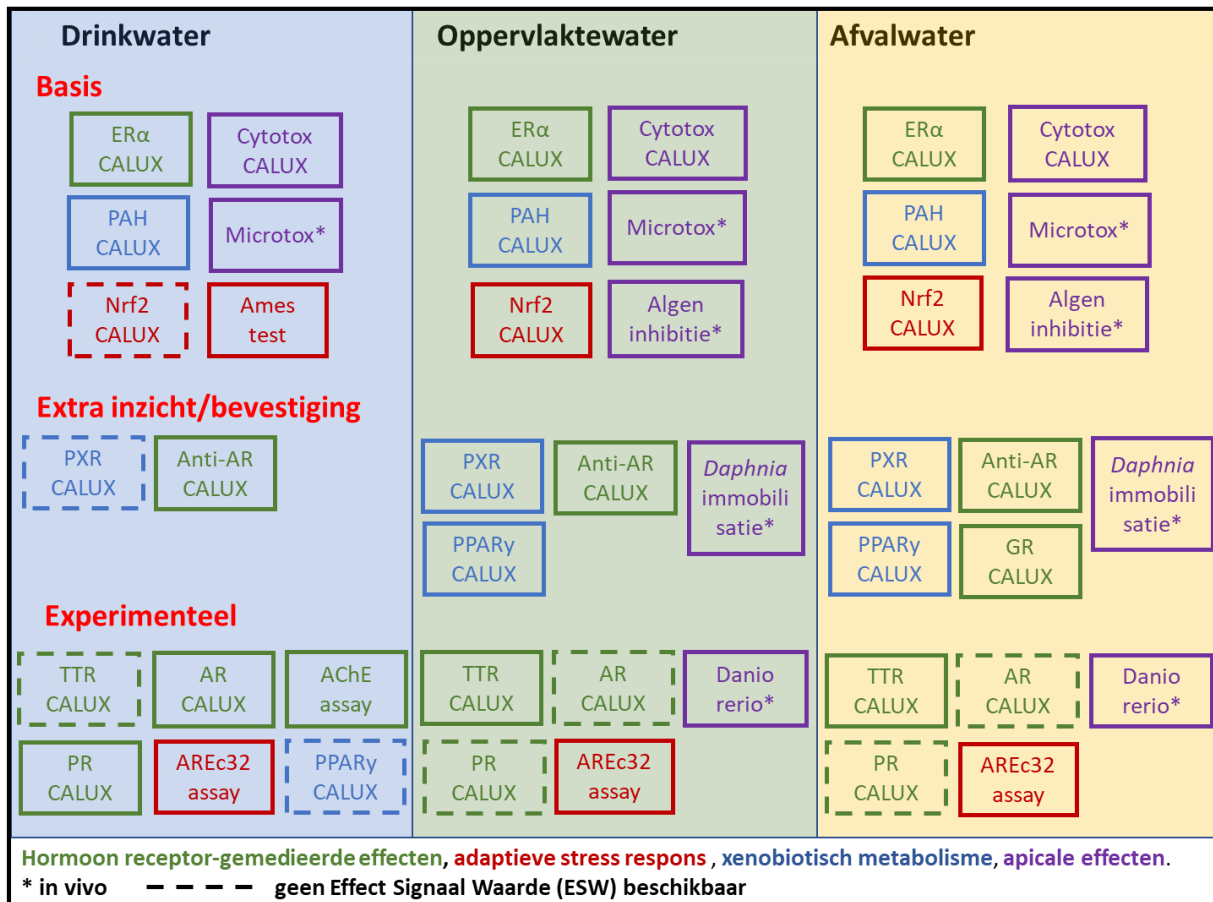 Drinkwater
Oppervlaktewater
Afvalwater
Basis
ERα
CALUX
Cytotox
CALUX
PAH
CALUX
Microtox*
Nrf2
CALUX
Ames
test
ERα
CALUX
Cytotox
CALUX
PAH
CALUX
Microtox*
Nrf2
CALUX
Algen
inhibitie*
ERα
CALUX
Cytotox
CALUX
PAH
CALUX
Microtox*
Nrf2
CALUX
Algen
inhibitie*
Extra inzicht/bevestiging
PXR
CALUX
Anti-AR
CALUX
PXR
CALUX
Anti-AR
CALUX
Daphnia
immobili
satie*
PPARy
CALUX
PXR
CALUX
Anti-AR
CALUX
Daphnia
immobili
satie*
PPARy
CALUX
GR
CALUX
Experimenteel
TTR
CALUX
AR
CALUX
AChE
assay
PR
CALUX
AREc32
assay
PPARy
CALUX
TTR
CALUX
AR
CALUX
Danio
rerio*
PR
CALUX
AREc32
assay
TTR
CALUX
AR
CALUX
Danio
rerio*
PR
CALUX
AREc32
assay
Hormoon receptor-gemedieerde effecten, adaptieve stress respons , xenobiotisch metabolisme, apicale effecten.
* in vivo – – – – geen Effect Signaal Waarde (ESW) beschikbaar